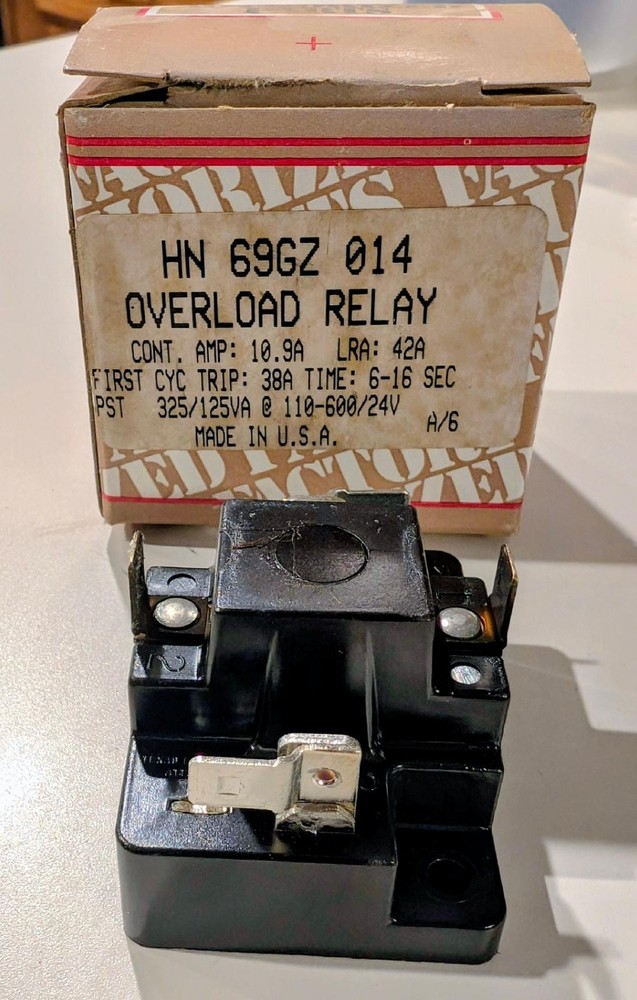 HN 69GZ 014
OVERLOAD RELAY
CONT. AMP: 10.9A LRA: 42A
FIRST CYC TRIP: 38A TIME: 6-16 SEC
PST 325/125VA @ 110-600/24V
A/6
MADE IN U.S.A.